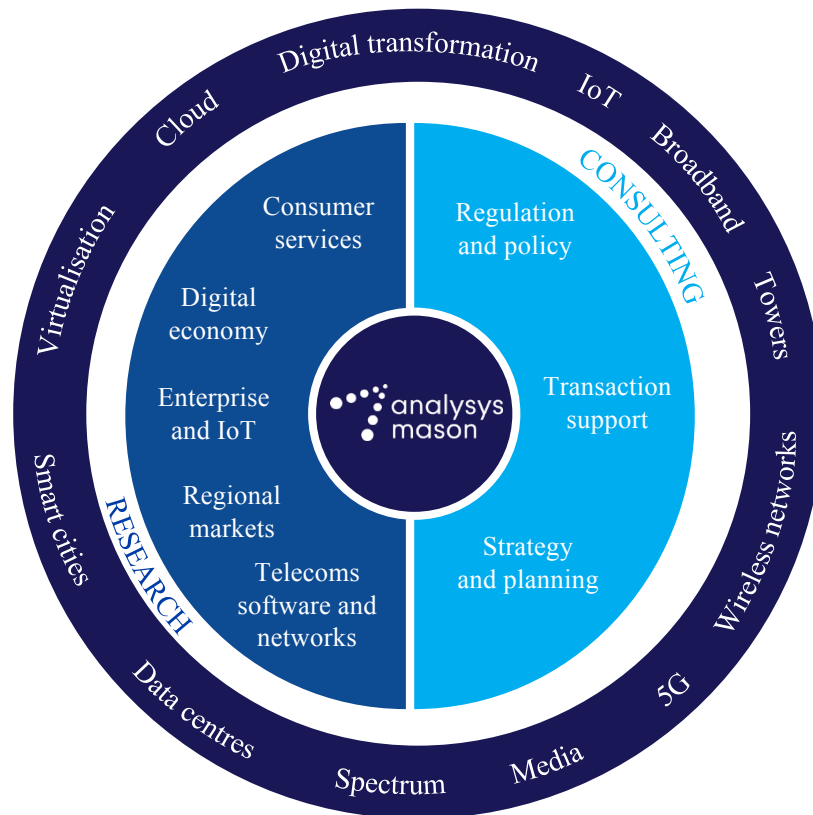 Digital transformation
IoT
Broadband
Towers
Wireless networks
5G
Media
Spectrum
Data centres
Smart cities
Virtualisation
Cloud
CONSULTING
RESEARCH
Consumer
services
Digital
economy
Enterprise
and IoT
Regional
markets
Telecoms
software and
networks
Regulation
and policy
Transaction
support
Strategy
and planning
analysys
mason